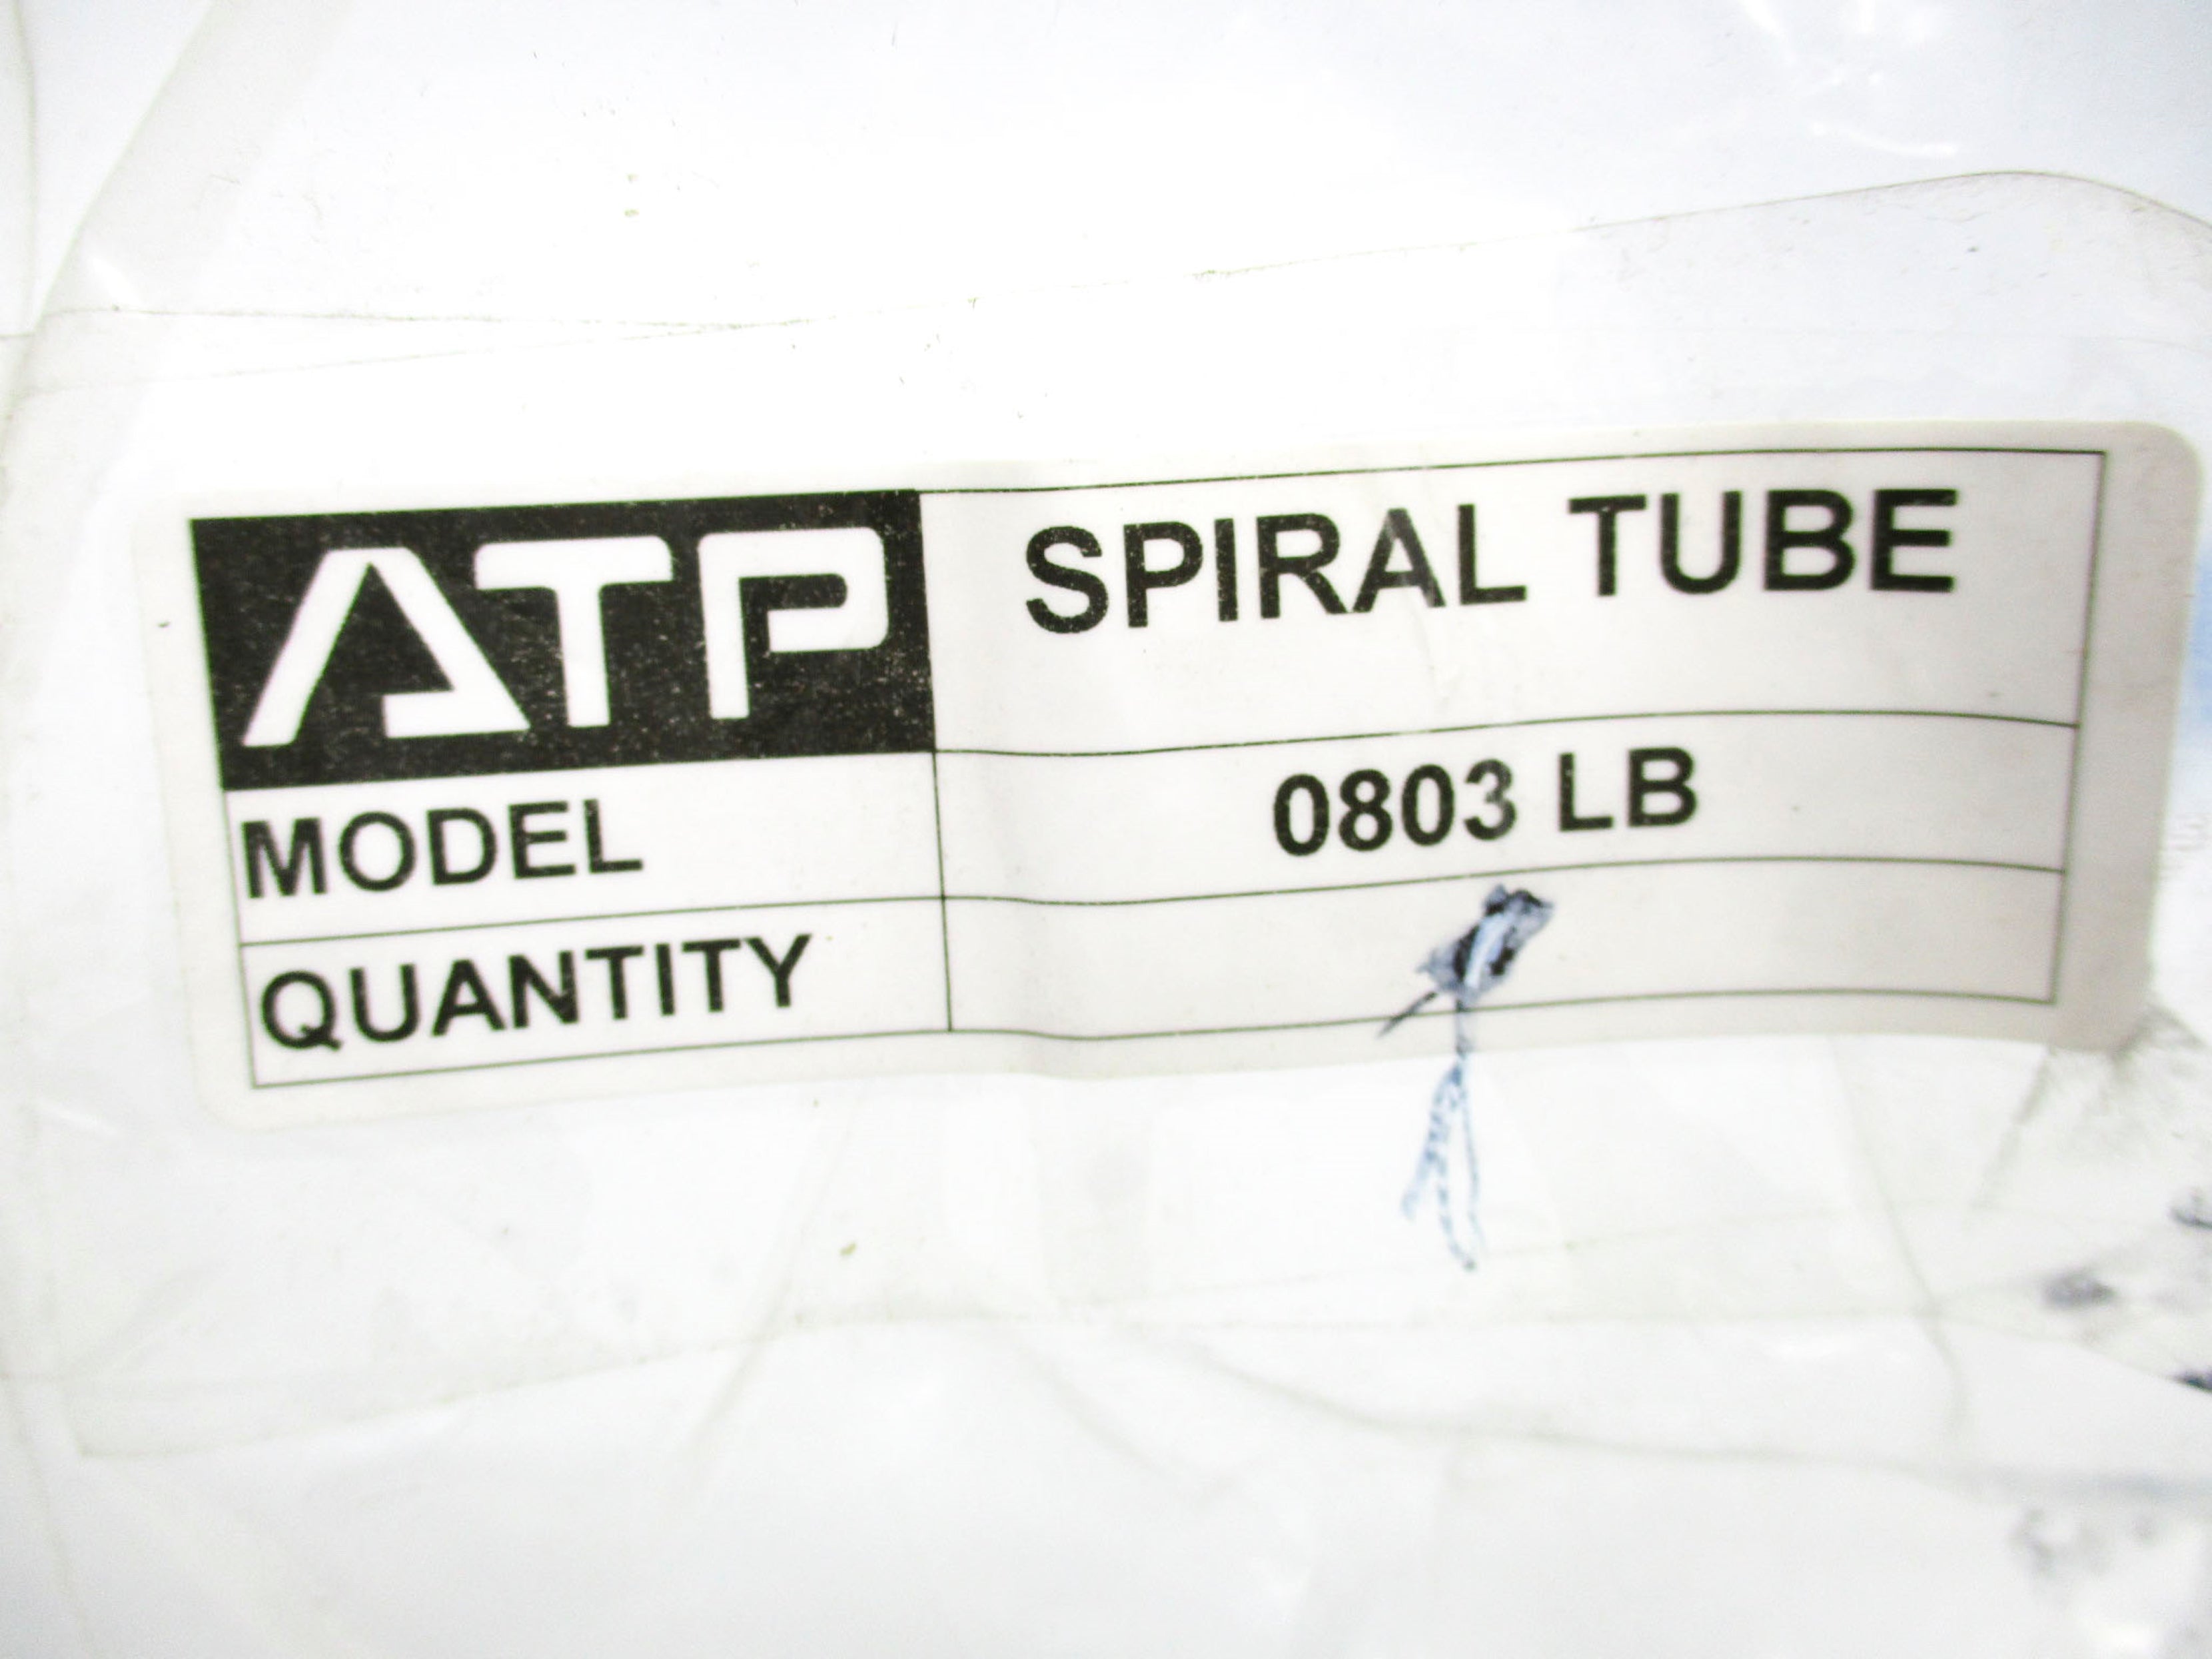 ATP SPIRAL TUBE
MODEL 0803 LB
QUANTITY